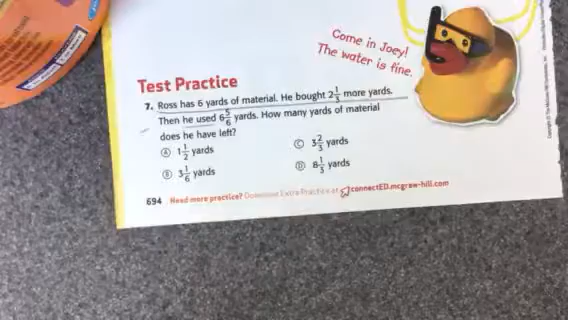 Come in Joey!
The water is fine.
Test Practice
7. Ross has 6 yards of material. He bought 2 1/3 more yards.
Then he used 6 5/6 yards. How many yards of material
does he have left?
Ⓐ 1 1/2 yards
Ⓒ 3 2/3 yards
Ⓑ 3 1/6 yards
Ⓓ 8 1/3 yards
694 Need more practice? Download Extra Practice at connectED.mcgraw-hill.com